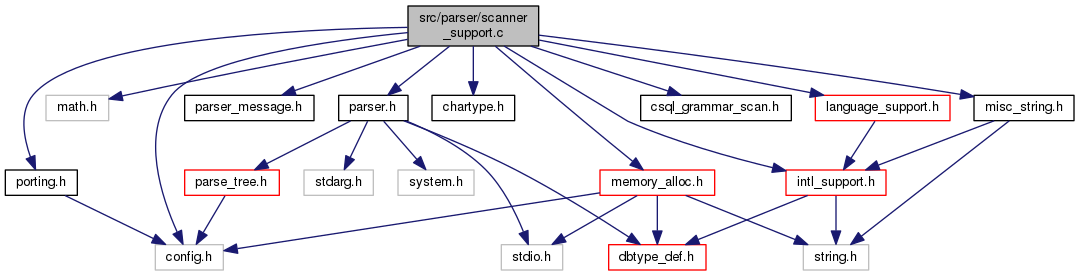 src/parser/scanner
_support.c
math.h
parser_message.h
parser.h
chartype.h
csql_grammar_scan.h
language_support.h
misc_string.h
porting.h
parse_tree.h
stdarg.h
system.h
memory_alloc.h
intl_support.h
config.h
stdio.h
dbtype_def.h
string.h